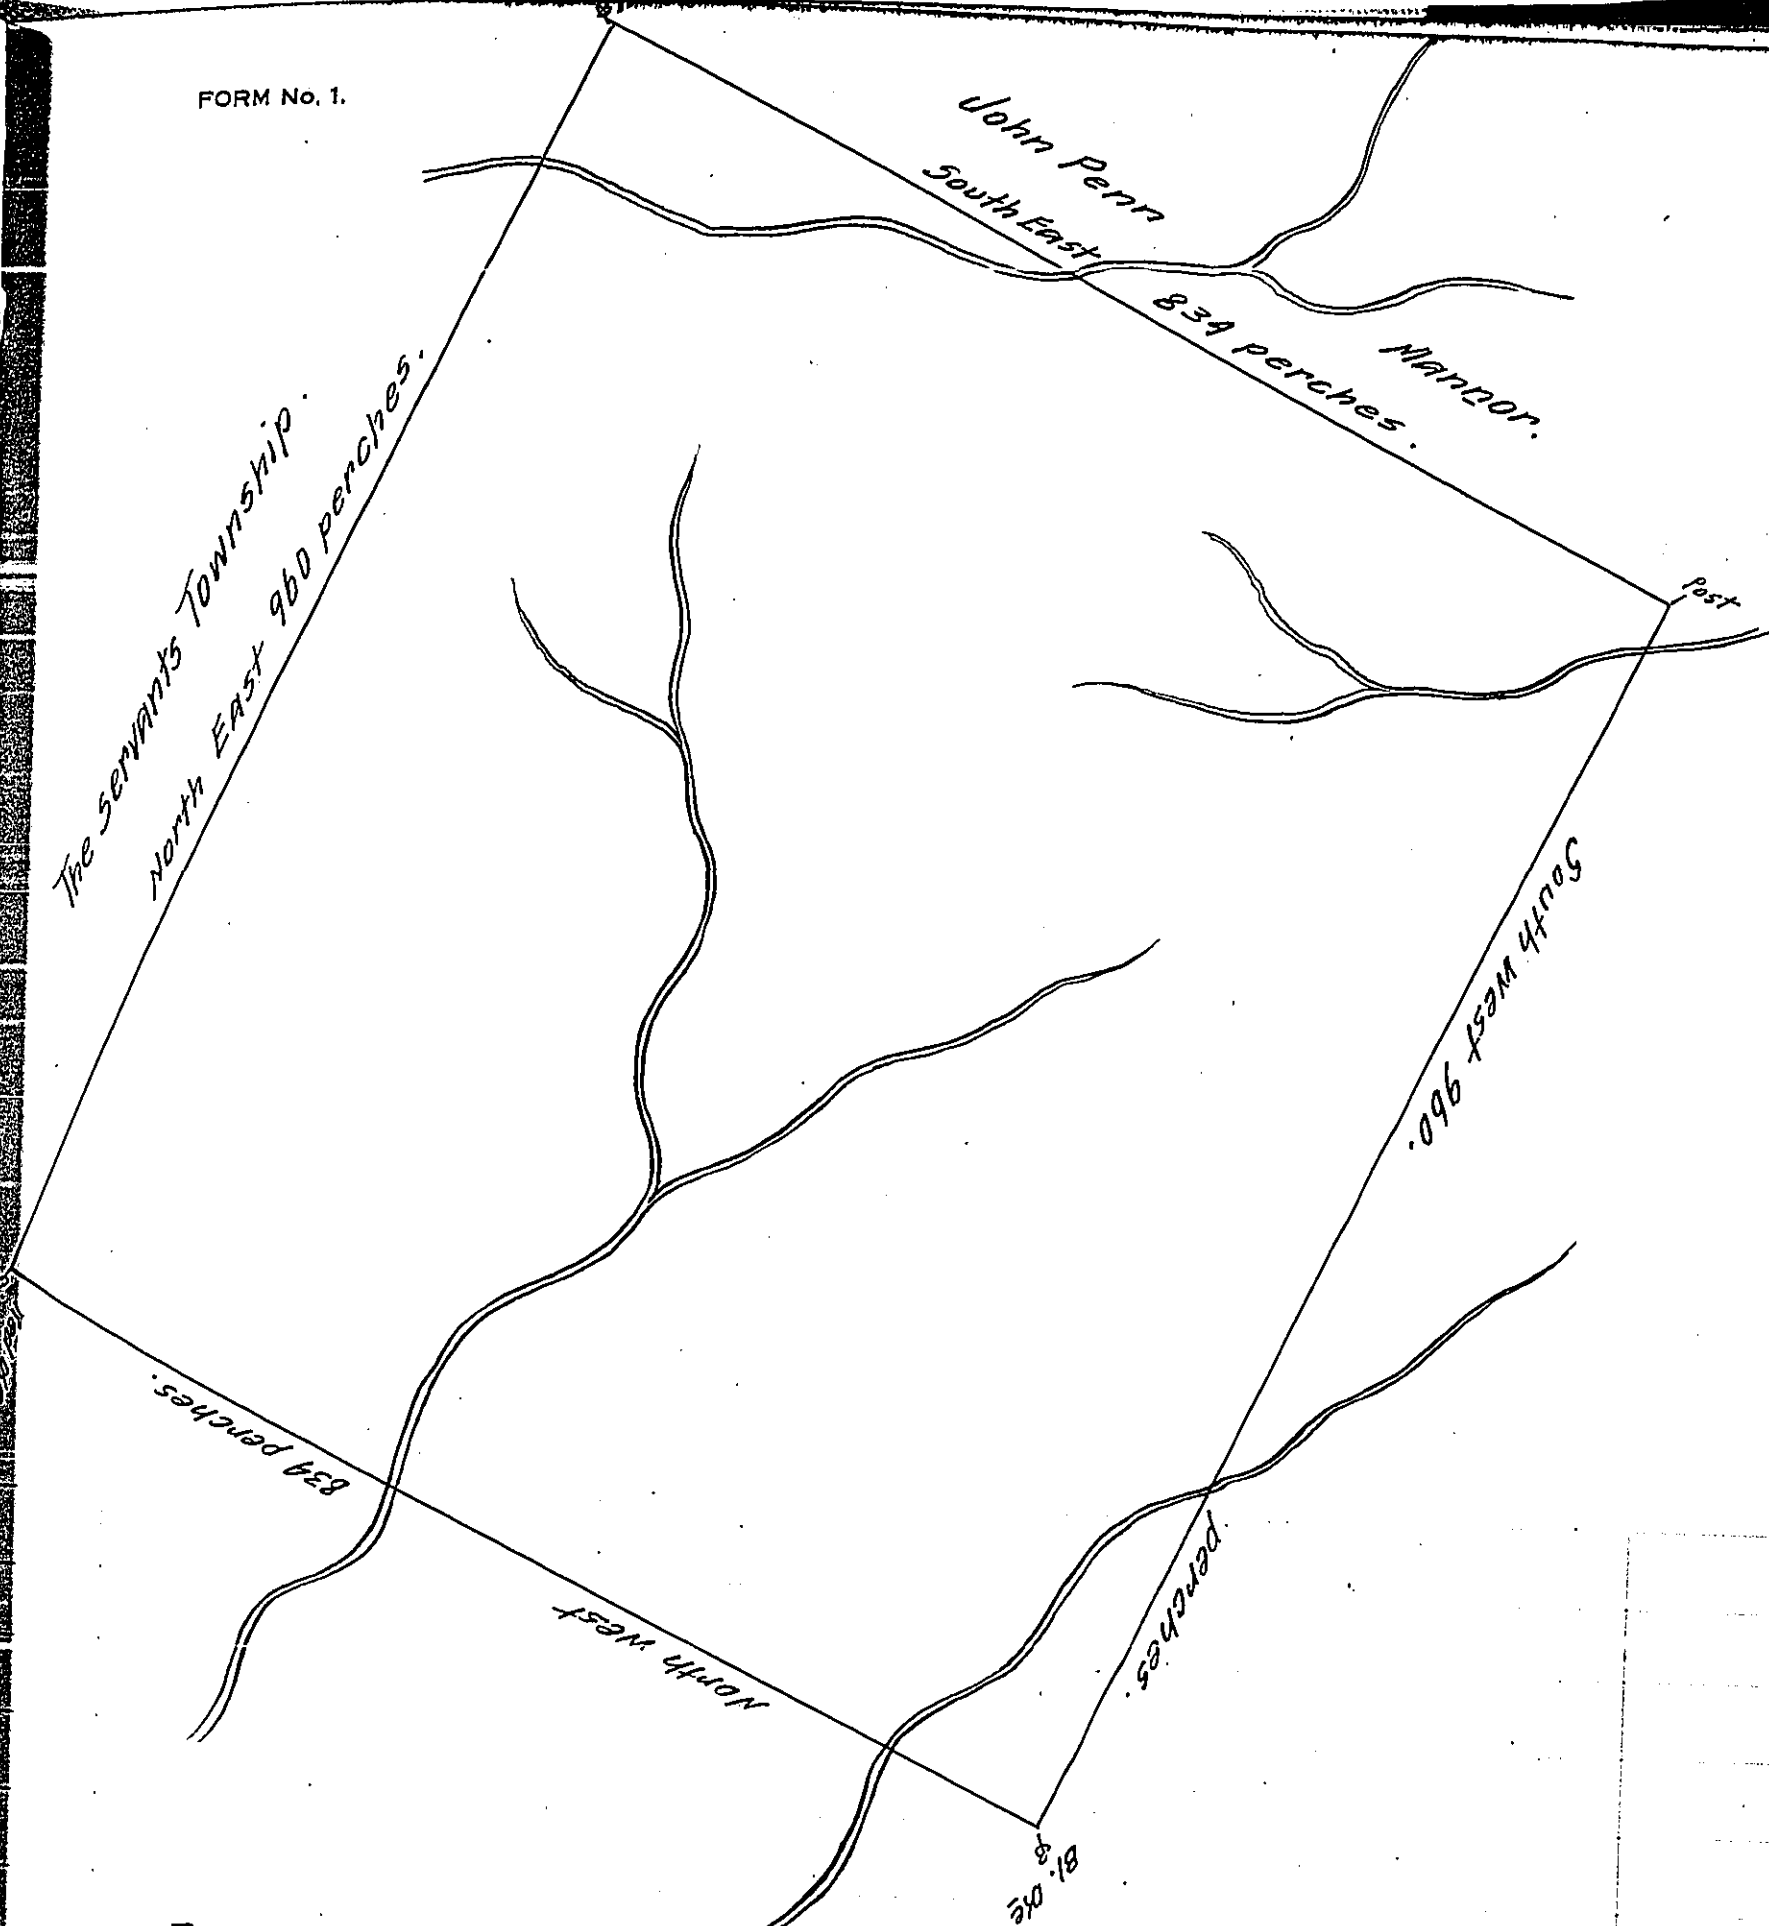 FORM No. 1.
John Penn
Mannor.
South East
834 perches.
Post
The servants Township.
North East 960 perches.
South west 960.
perches.
North west
834 perches.
Bl. oke